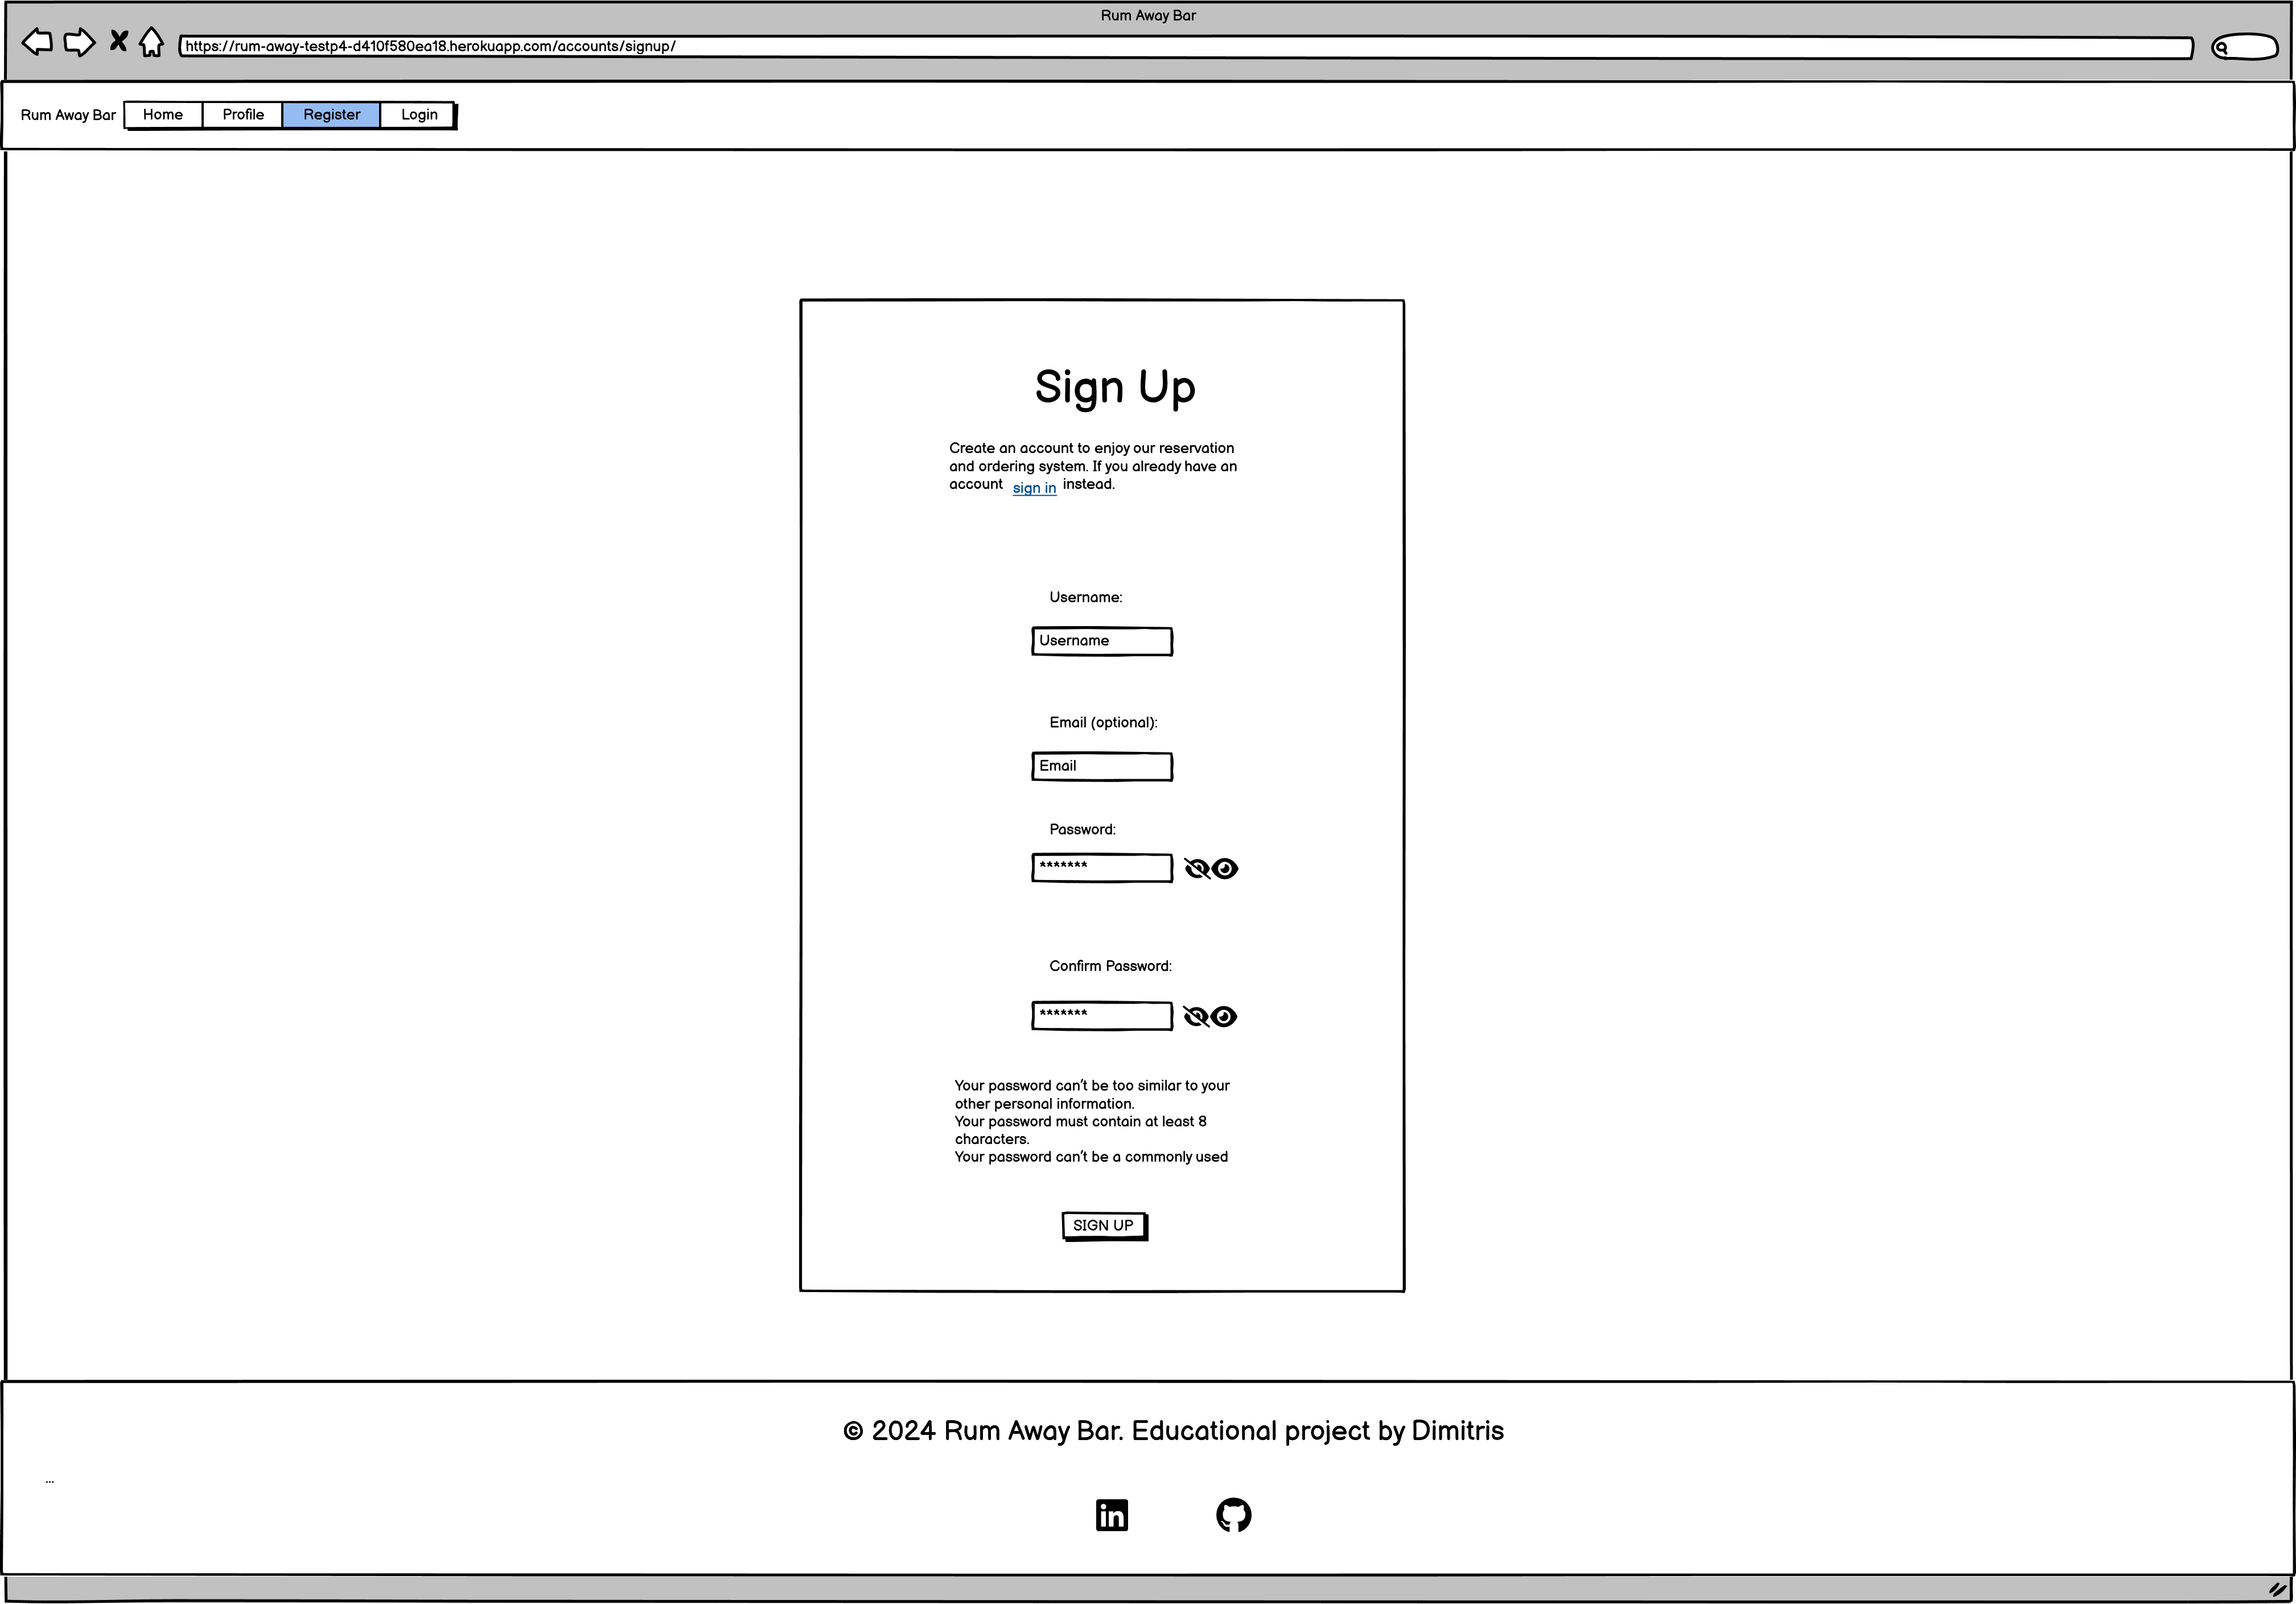 Rum Away Bar
https://rum-away-testp4-d410f580ea18.herokuapp.com/accounts/signup/
Rum Away Bar Home Profile Register Login
Sign Up
Create an account to enjoy our reservation
and ordering system. If you already have an
account sign in instead.
Username:
Username
Email (optional):
Email
Password:
*******
Confirm Password:
*******
Your password can't be too similar to your
other personal information.
Your password must contain at least 8
characters.
Your password can't be a commonly used
SIGN UP
© 2024 Rum Away Bar. Educational project by Dimitris
...
in